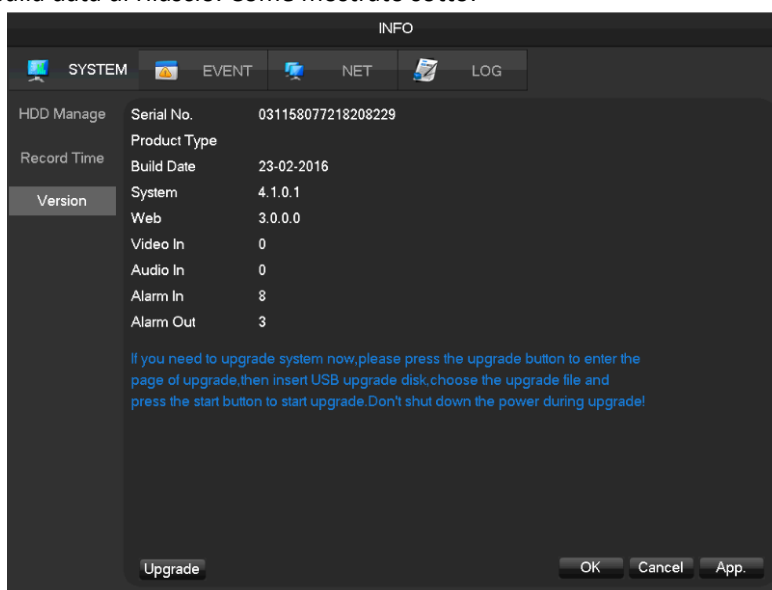 INFO
SYSTEM EVENT NET LOG
HDD Manage
Record Time
Version
Serial No. 031158077218208229
Product Type
Build Date 23-02-2016
System 4.1.0.1
Web 3.0.0.0
Video In 0
Audio In 0
Alarm In 8
Alarm Out 3
If you need to upgrade system now,please press the upgrade button to enter the
page of upgrade,then insert USB upgrade disk,choose the upgrade file and
press the start button to start upgrade.Don't shut down the power during upgrade!
Upgrade OK Cancel App.